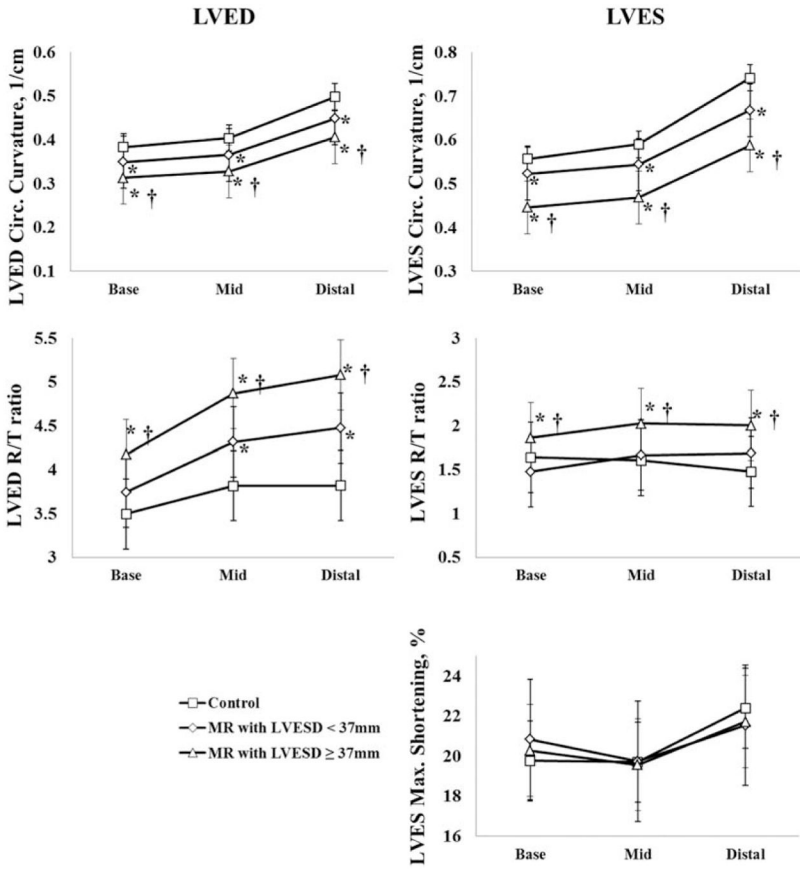 LVED
LVES
LVED Circ. Curvature, 1/cm
0.6
0.5
0.4
0.3
0.2
0.1
* * *
* † * † * †
Base Mid Distal
LVES Circ. Curvature, 1/cm
0.8
0.7
0.6
0.5
0.4
0.3
* * *
* † * † * †
Base Mid Distal
LVED R/T ratio
5.5
5
4.5
4
3.5
3
* † * † * †
* *
Base Mid Distal
LVES R/T ratio
3
2.5
2
1.5
1
0.5
* † * † * †
Base Mid Distal
Control
MR with LVESD < 37mm
MR with LVESD ≥ 37mm
LVES Max. Shortening, %
24
22
20
18
16
Base Mid Distal